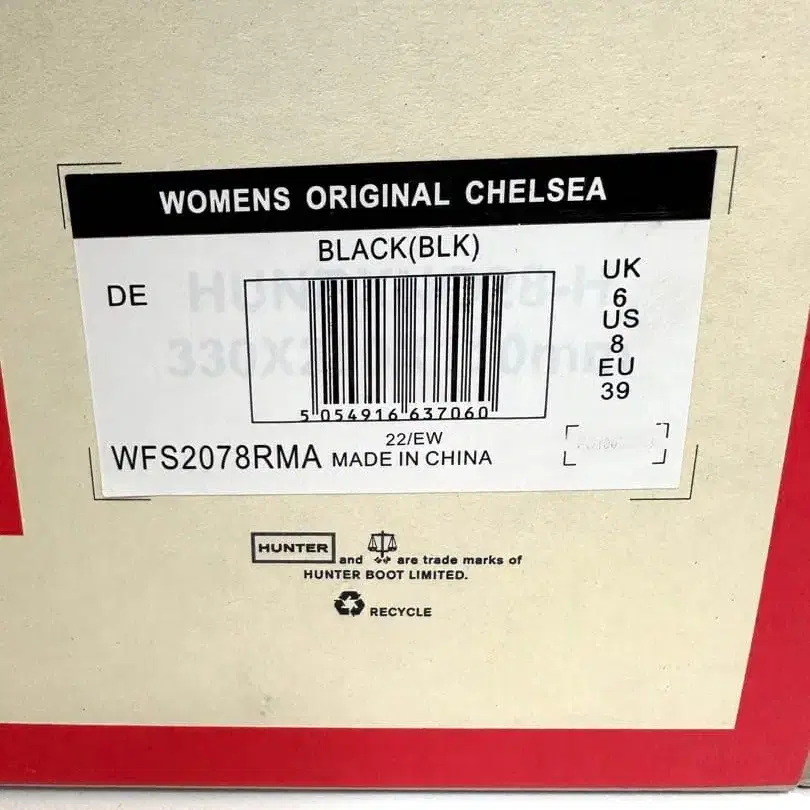 WOMENS ORIGINAL CHELSEA
BLACK(BLK)
DE
UK
6
US
8
EU
39
5 054916 637060
22/EW
WFS2078RMA MADE IN CHINA
HUNTER and are trade marks of
HUNTER BOOT LIMITED.
RECYCLE